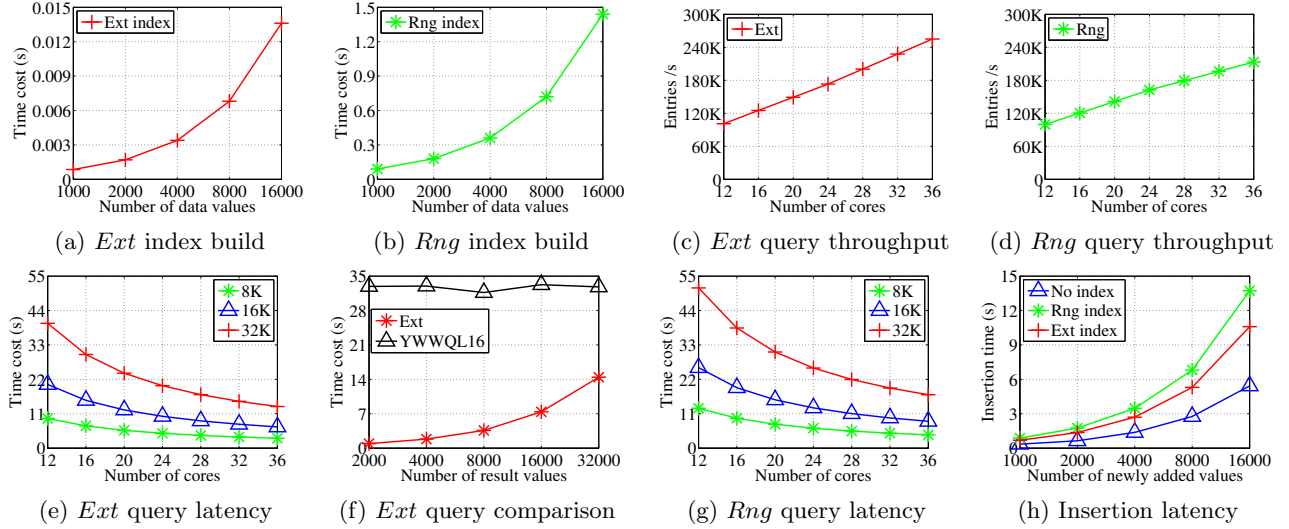 0.015
0.012
0.009
0.006
0.003
0
Time cost (s)
Ext index
1000 2000 4000 8000 16000
Number of data values
(a) Ext index build
1.5
1.2
0.9
0.6
0.3
0
Time cost (s)
Rng index
1000 2000 4000 8000 16000
Number of data values
(b) Rng index build
300K
240K
180K
120K
60K
Entries /s
Ext
12 16 20 24 28 32 36
Number of cores
(c) Ext query throughput
300K
240K
180K
120K
60K
Entries /s
Rng
12 16 20 24 28 32 36
Number of cores
(d) Rng query throughput
55
44
33
22
11
0
Time cost (s)
8K
16K
32K
12 16 20 24 28 32 36
Number of cores
(e) Ext query latency
35
28
21
14
7
0
Time cost (s)
Ext
YWWQL16
2000 4000 8000 16000 32000
Number of result values
(f) Ext query comparison
55
44
33
22
11
0
Time cost (s)
8K
16K
32K
12 16 20 24 28 32 36
Number of cores
(g) Rng query latency
15
12
9
6
3
0
Insertion time (s)
No index
Rng index
Ext index
1000 2000 4000 8000 16000
Number of newly added values
(h) Insertion latency